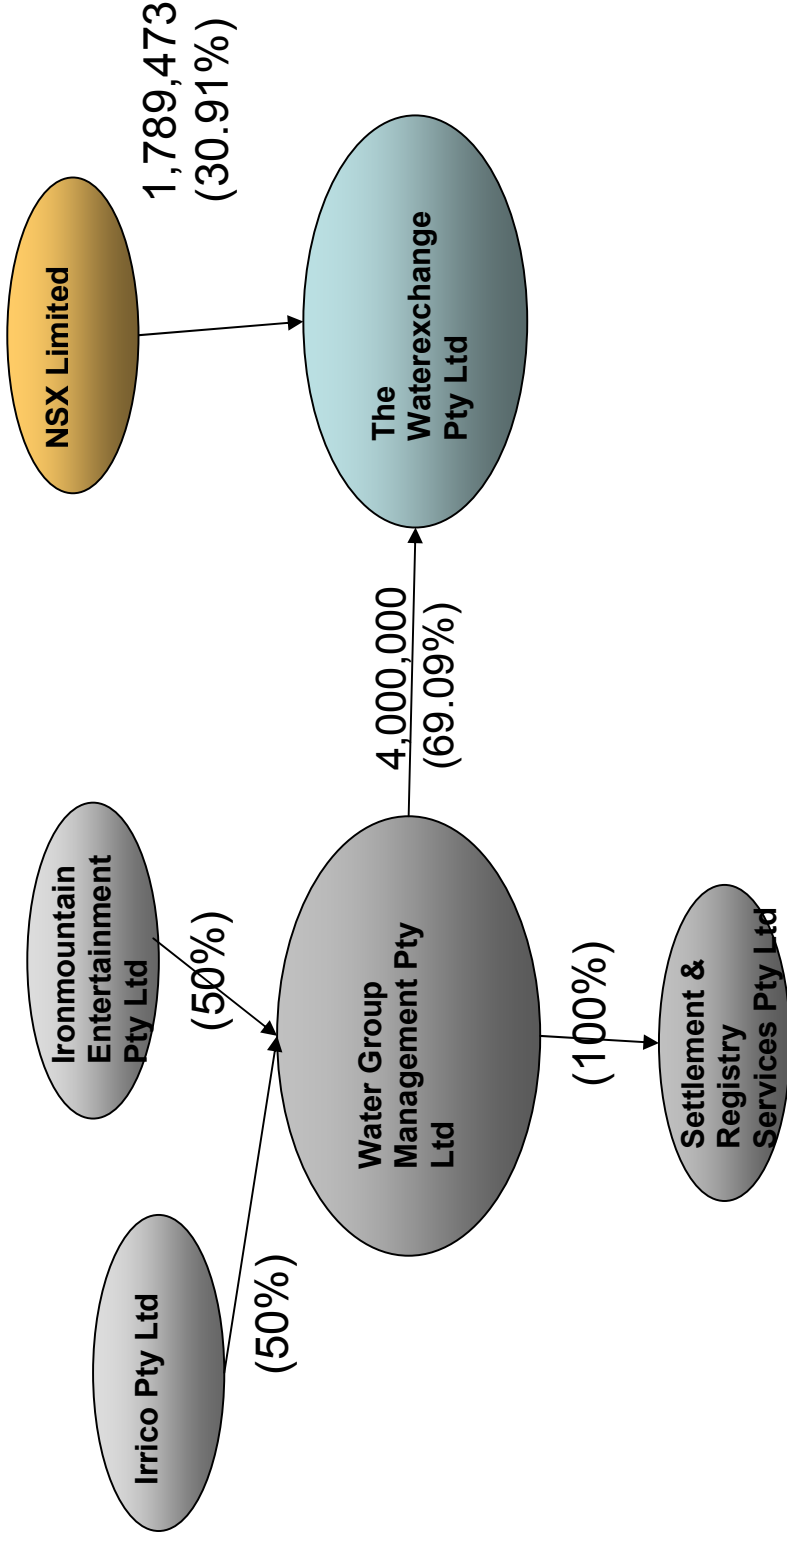 Irrico Pty Ltd
(50%)
Ironmountain
Entertainment
Pty Ltd
(50%)
NSX Limited
1,789,473
(30.91%)
Water Group
Management Pty
Ltd
4,000,000
(69.09%)
The
Waterexchange
Pty Ltd
(100%)
Settlement &
Registry
Services Pty Ltd